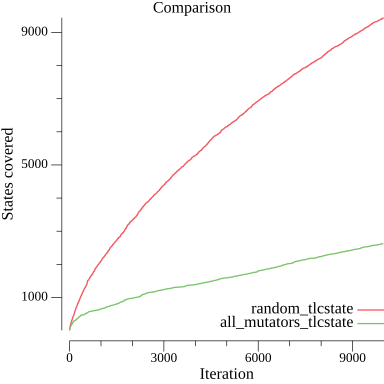 Comparison
9000
5000
1000
States covered
random_tlcstate
all_mutators_tlcstate
0 3000 6000 9000
Iteration